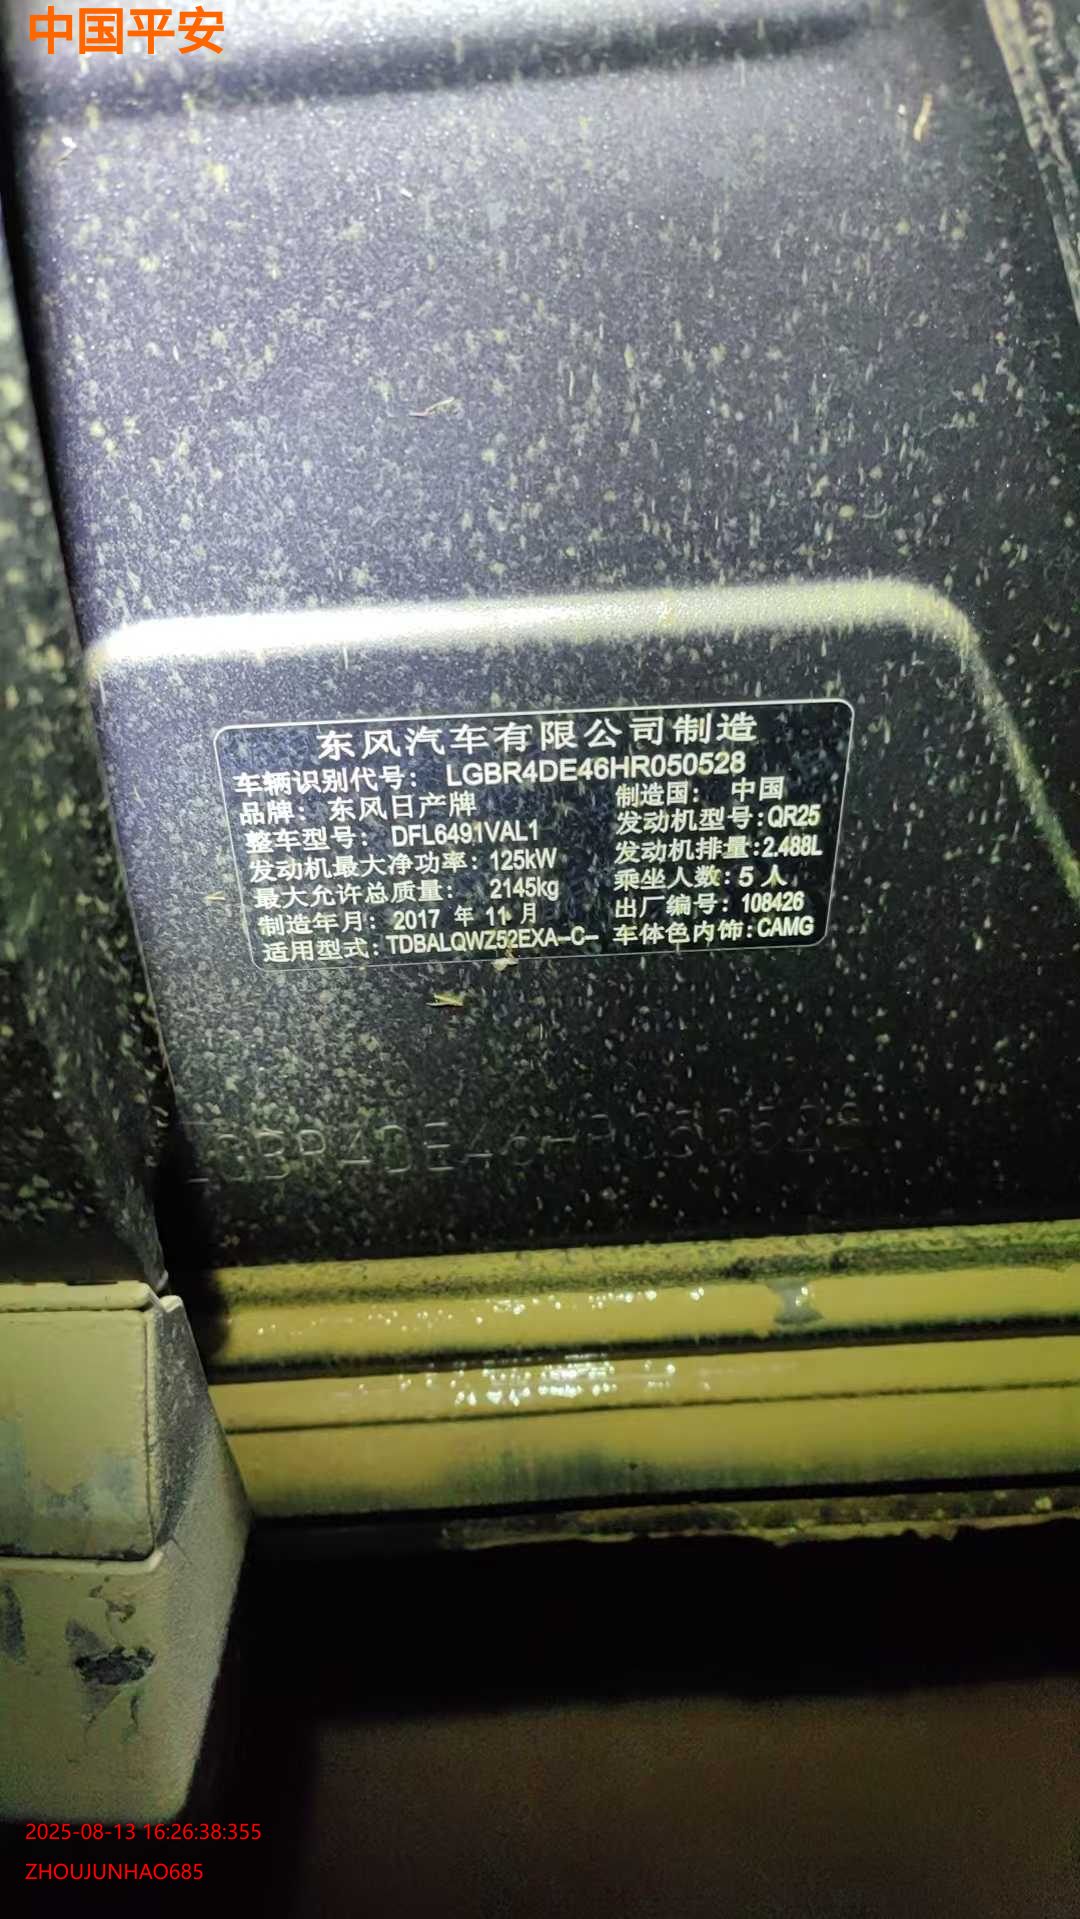 中国平安
东风汽车有限公司制造
车辆识别代号： LGBR4DE46HR050528
品牌： 东风日产牌 制造国： 中国
整车型号： DFL6491VAL1 发动机型号:QR25
发动机最大净功率: 125kW 发动机排量:2.488L
最大允许总质量： 2145kg 乘坐人数: 5 人
制造年月: 2017 年 11 月 出厂编号: 108426
适用型式: TDBALQWZ52EXA-C- 车体色内饰:CAMG
LGBR4DE46HR050528
2025-08-13 16:26:38:355
ZHOUJUNHAO685